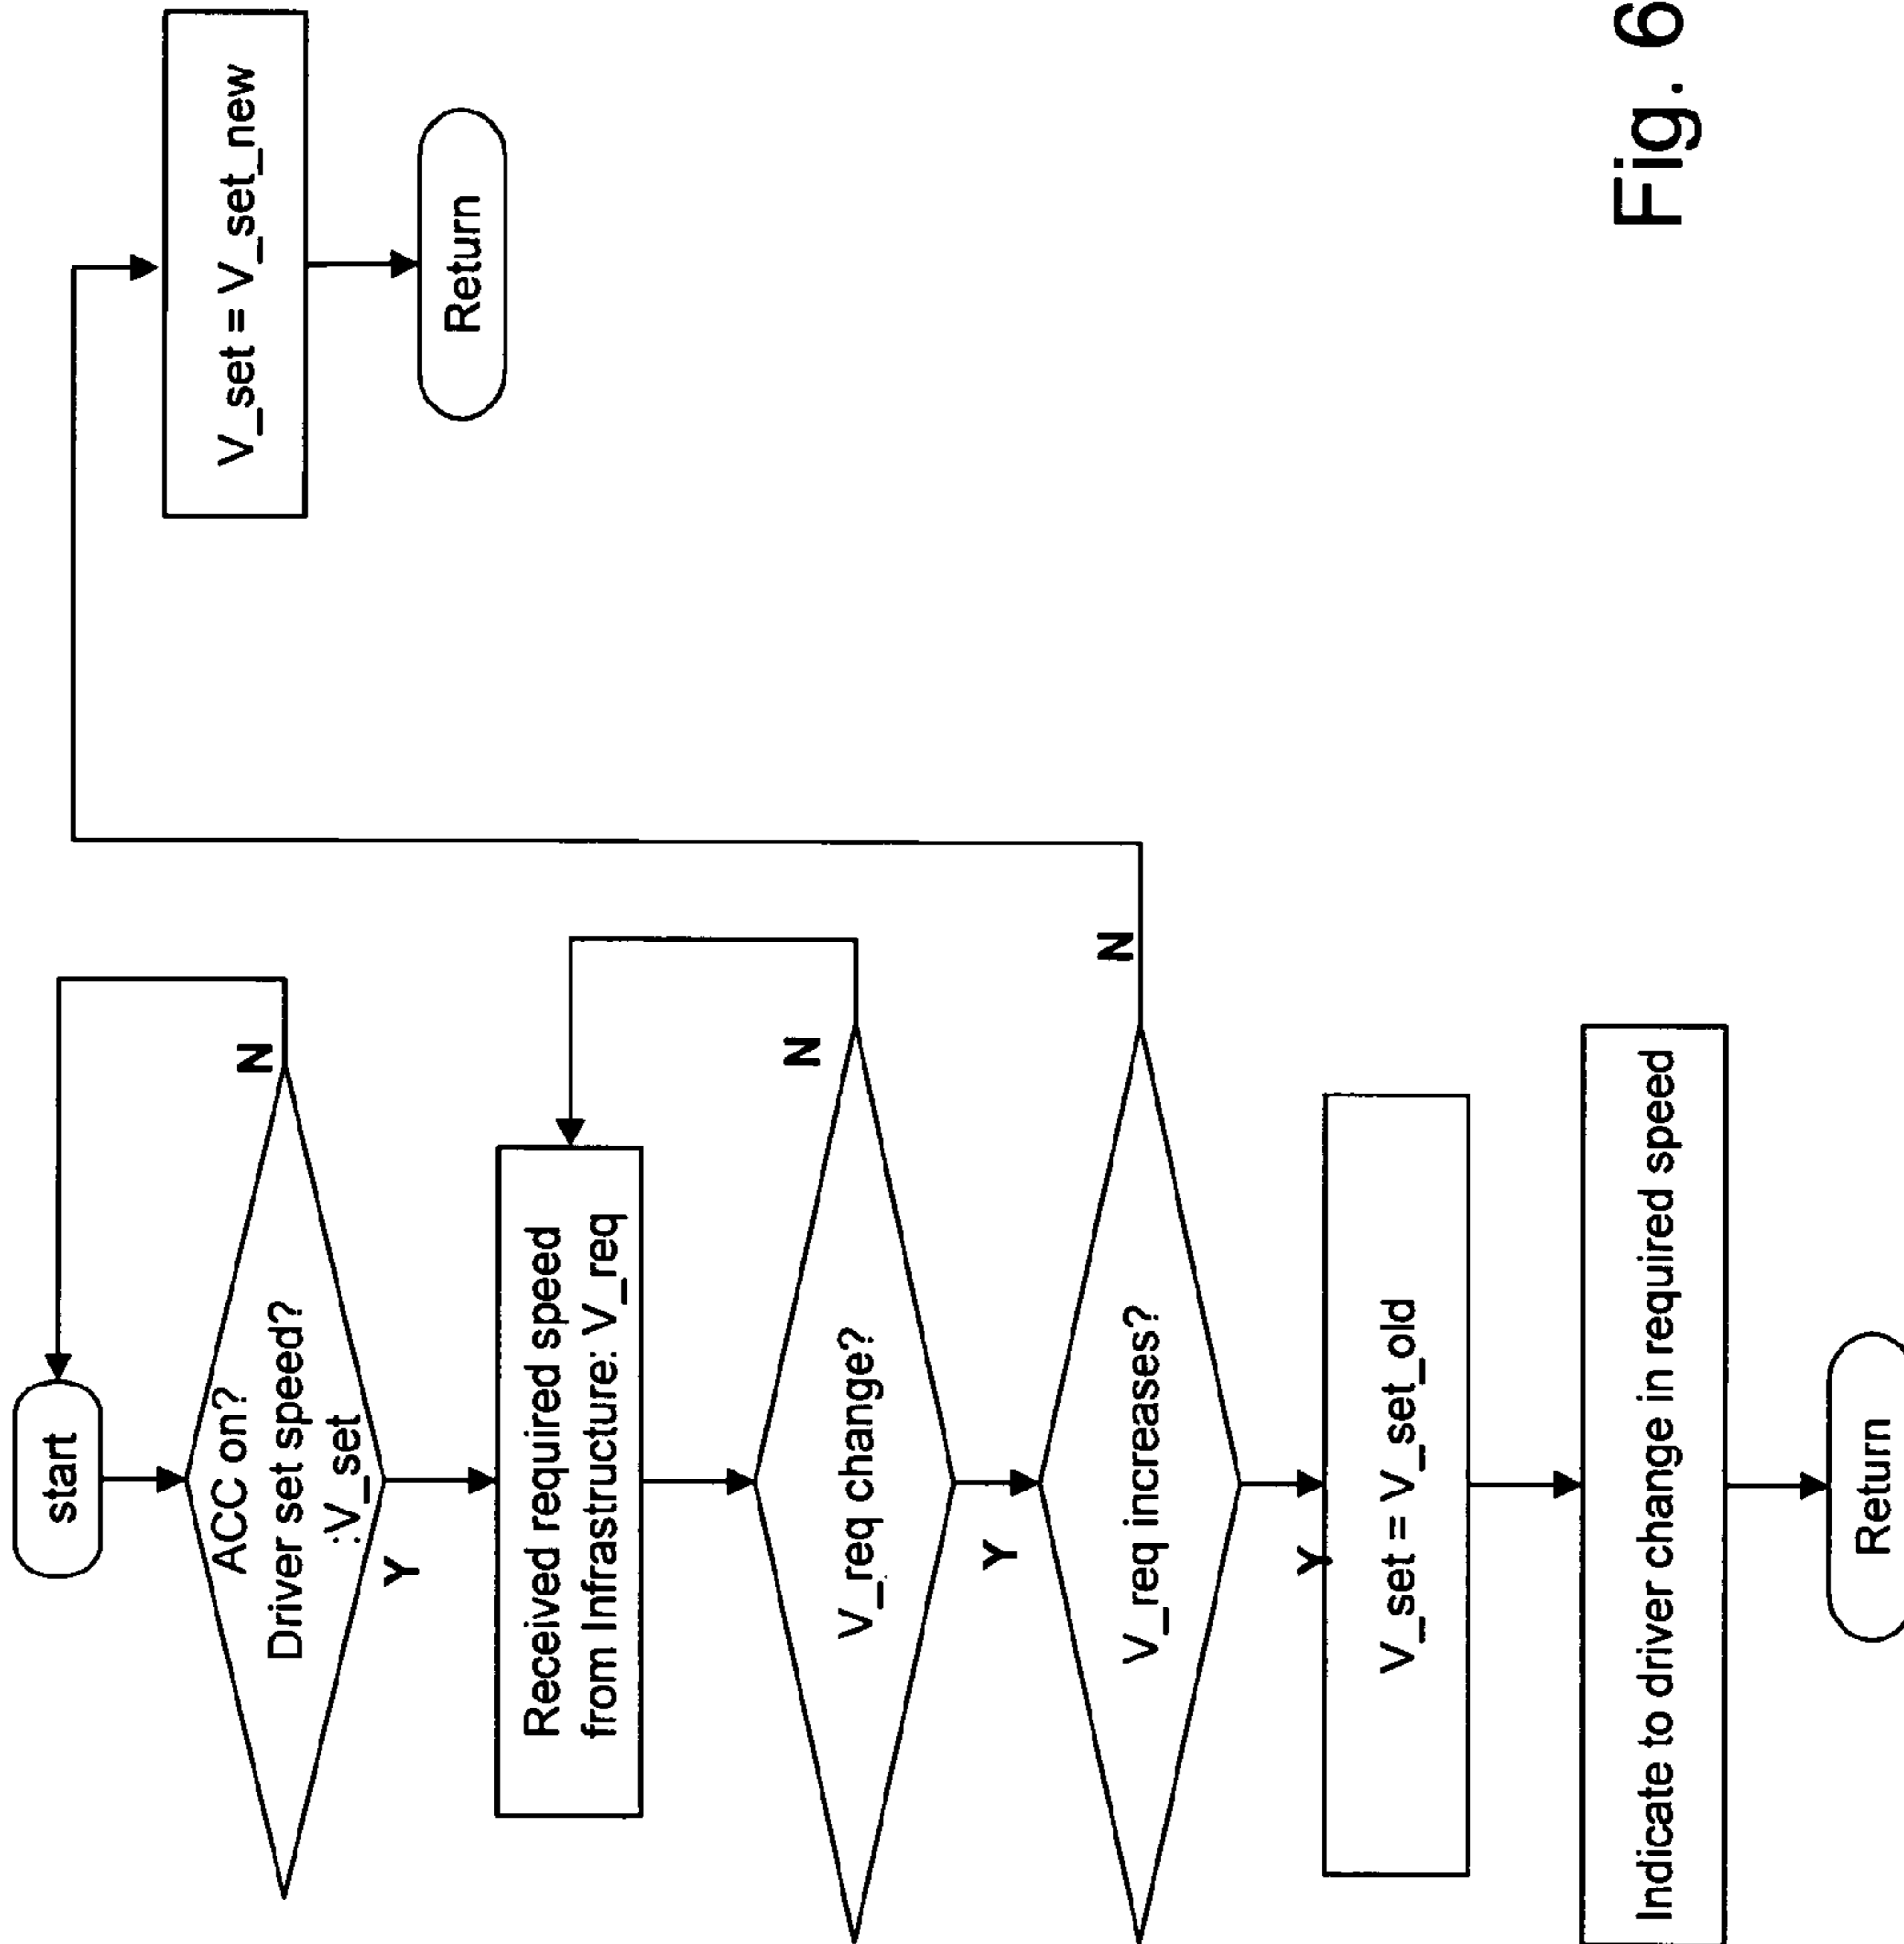 start
ACC on?
Driver set speed?
:V_set
N
Y
Received required speed
from Infrastructure: V_req
V_req change?
N
Y
V_req increases?
N
Y
V_set = V_set_old
Indicate to driver change in required speed
Return
V_set = V_set_new
Return
Fig. 6